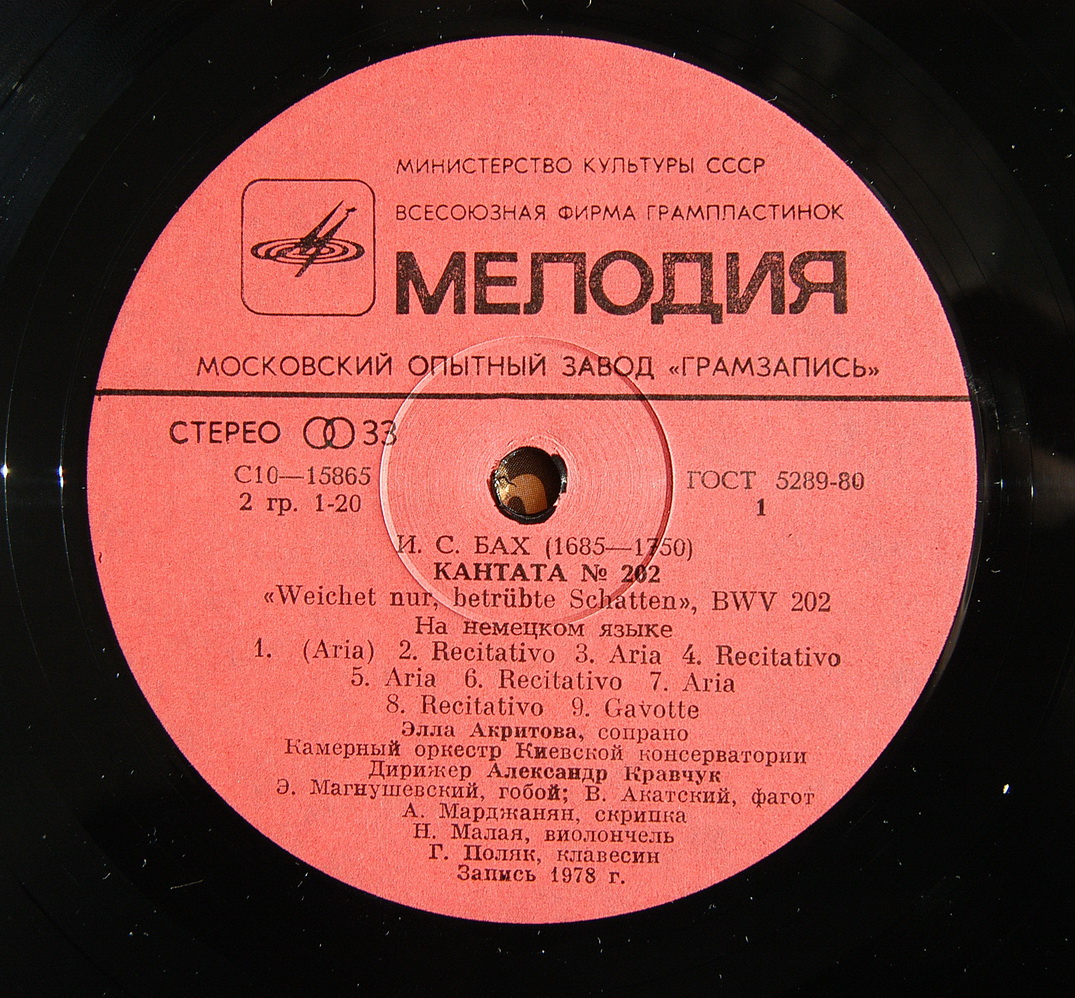 МИНИСТЕРСТВО КУЛЬТУРЫ СССР
ВСЕСОЮЗНАЯ ФИРМА ГРАМПЛАСТИНОК
МЕЛОДИЯ
МОСКОВСКИЙ ОПЫТНЫЙ ЗАВОД «ГРАМЗАПИСЬ»
СТЕРЕО 33
С10—15865 ГОСТ 5289-80
2 гр. 1-20 1
И. С. БАХ (1685—1750)
КАНТАТА № 202
«Weichet nur, betrübte Schatten», BWV 202
На немецком языке
1. (Aria) 2. Recitativo 3. Aria 4. Recitativo
5. Aria 6. Recitativo 7. Aria
8. Recitativo 9. Gavotte
Элла Акритова, сопрано
Камерный оркестр Киевской консерватории
Дирижер Александр Кравчук
Э. Магнушевский, гобой; В. Акатский, фагот
А. Марджанян, скрипка
Н. Малая, виолончель
Г. Поляк, клавесин
Запись 1978 г.